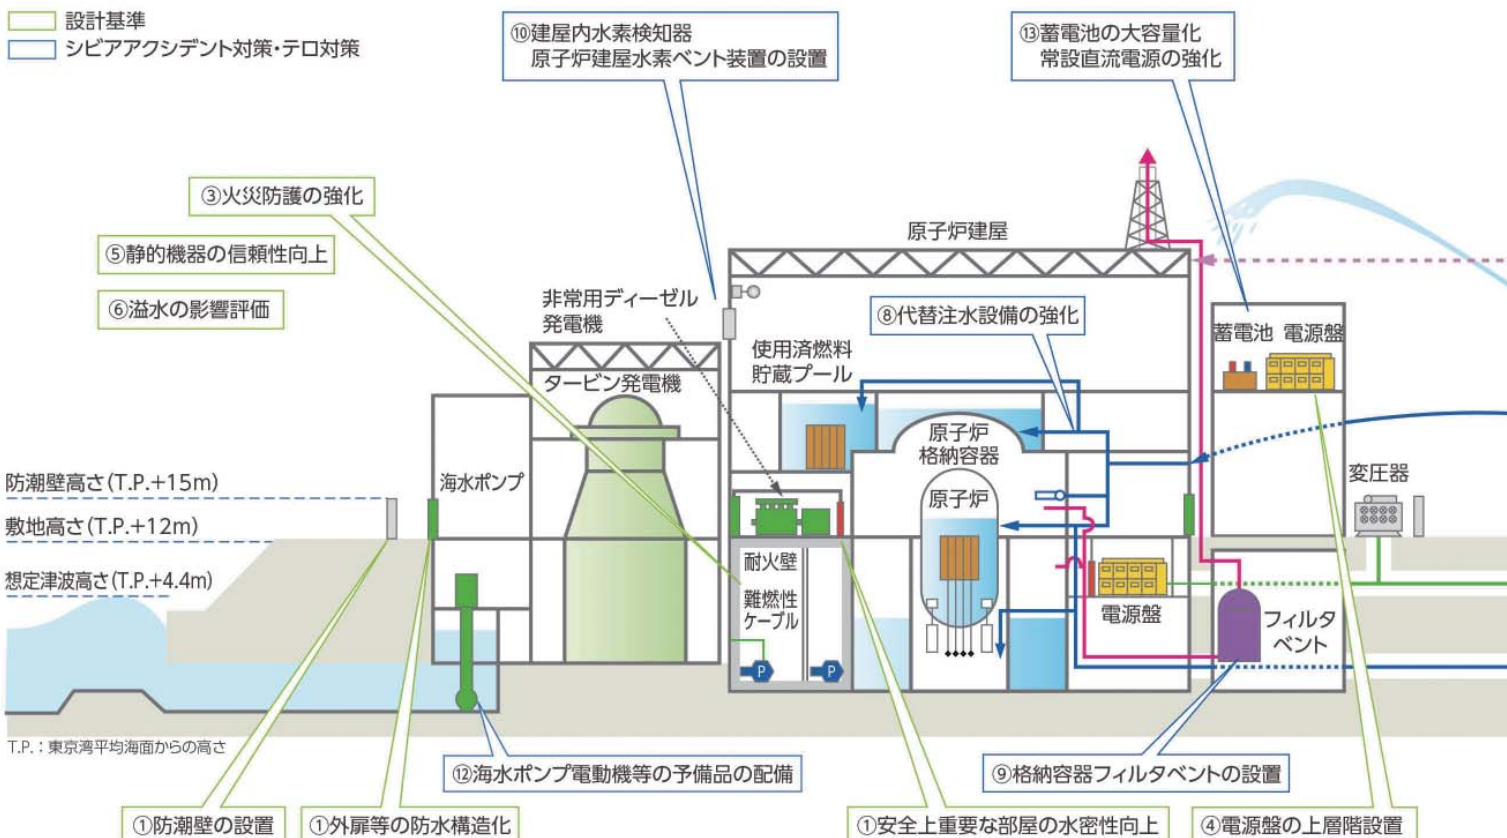 設計基準
シビアアクシデント対策・テロ対策
⑩建屋内水素検知器
原子炉建屋水素ベント装置の設置
⑬蓄電池の大容量化
常設直流電源の強化
③火災防護の強化
⑤静的機器の信頼性向上
⑥溢水の影響評価
原子炉建屋
非常用ディーゼル
発電機
⑧代替注水設備の強化
使用済燃料
貯蔵プール
蓄電池 電源盤
タービン発電機
原子炉
格納容器
海水ポンプ
変圧器
防潮壁高さ(T.P.+15m)
原子炉
敷地高さ(T.P.+12m)
耐火壁
想定津波高さ(T.P.+4.4m)
難燃性
ケーブル
電源盤
フィルタ
ベント
P
P
T.P.：東京湾平均海面からの高さ
⑫海水ポンプ電動機等の予備品の配備
⑨格納容器フィルタベントの設置
①防潮壁の設置
①外扉等の防水構造化
①安全上重要な部屋の水密性向上
④電源盤の上層階設置